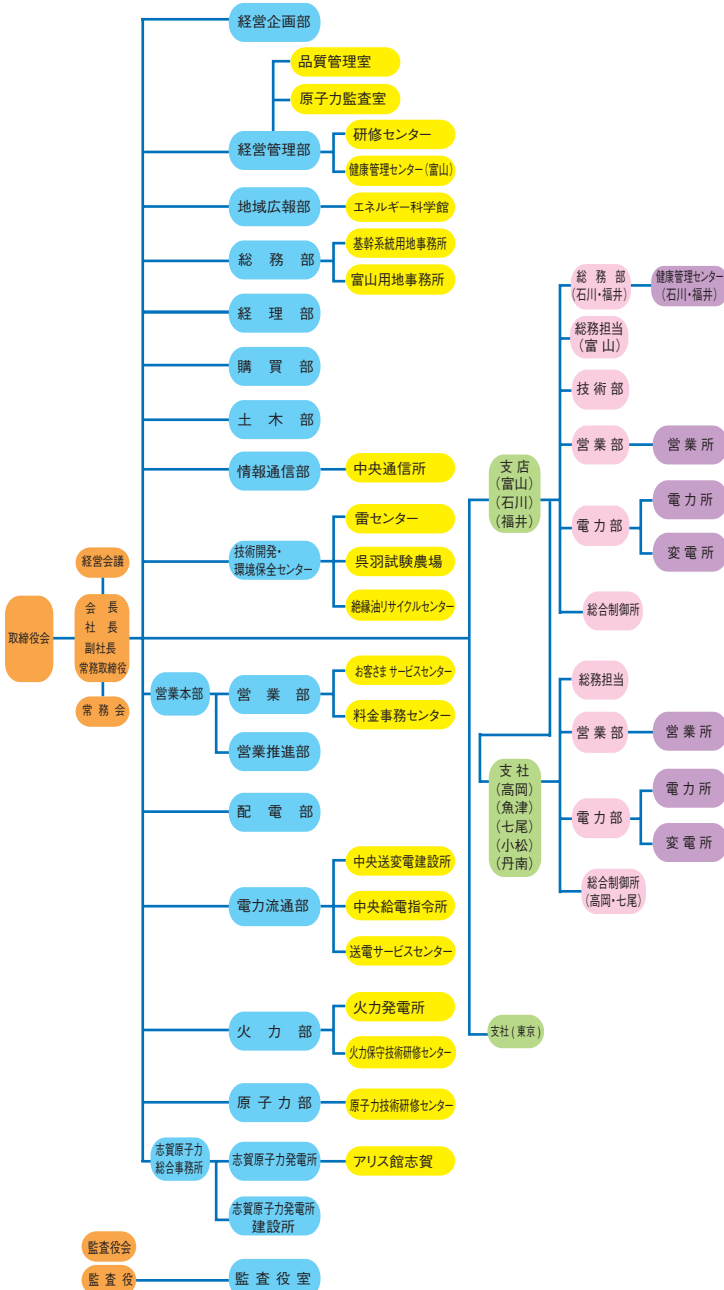 経営企画部
品質管理室
原子力監査室
経営管理部
研修センター
健康管理センター(富山)
地域広報部
エネルギー科学館
総務部
基幹系統用地事務所
富山用地事務所
経理部
購買部
土木部
情報通信部
中央通信所
技術開発・
環境保全センター
雷センター
呉羽試験農場
絶縁油リサイクルセンター
取締役会
経営会議
会長
社長
副社長
常務取締役
常務会
営業本部
営業部
お客さまサービスセンター
料金事務センター
営業推進部
配電部
電力流通部
中央送変電建設所
中央給電指令所
送電サービスセンター
火力部
火力発電所
火力保守技術研修センター
原子力部
原子力技術研修センター
志賀原子力
総合事務所
志賀原子力発電所
アリス館志賀
志賀原子力発電所
建設所
監査役会
監査役
監査役室
支店
(富山)
(石川)
(福井)
総務部
(石川・福井)
健康管理センター
(石川・福井)
総務担当
(富山)
技術部
営業部
営業所
電力部
電力所
変電所
総合制御所
支社
(高岡)
(魚津)
(七尾)
(小松)
(丹南)
総務担当
営業部
営業所
電力部
電力所
変電所
総合制御所
(高岡・七尾)
支社(東京)